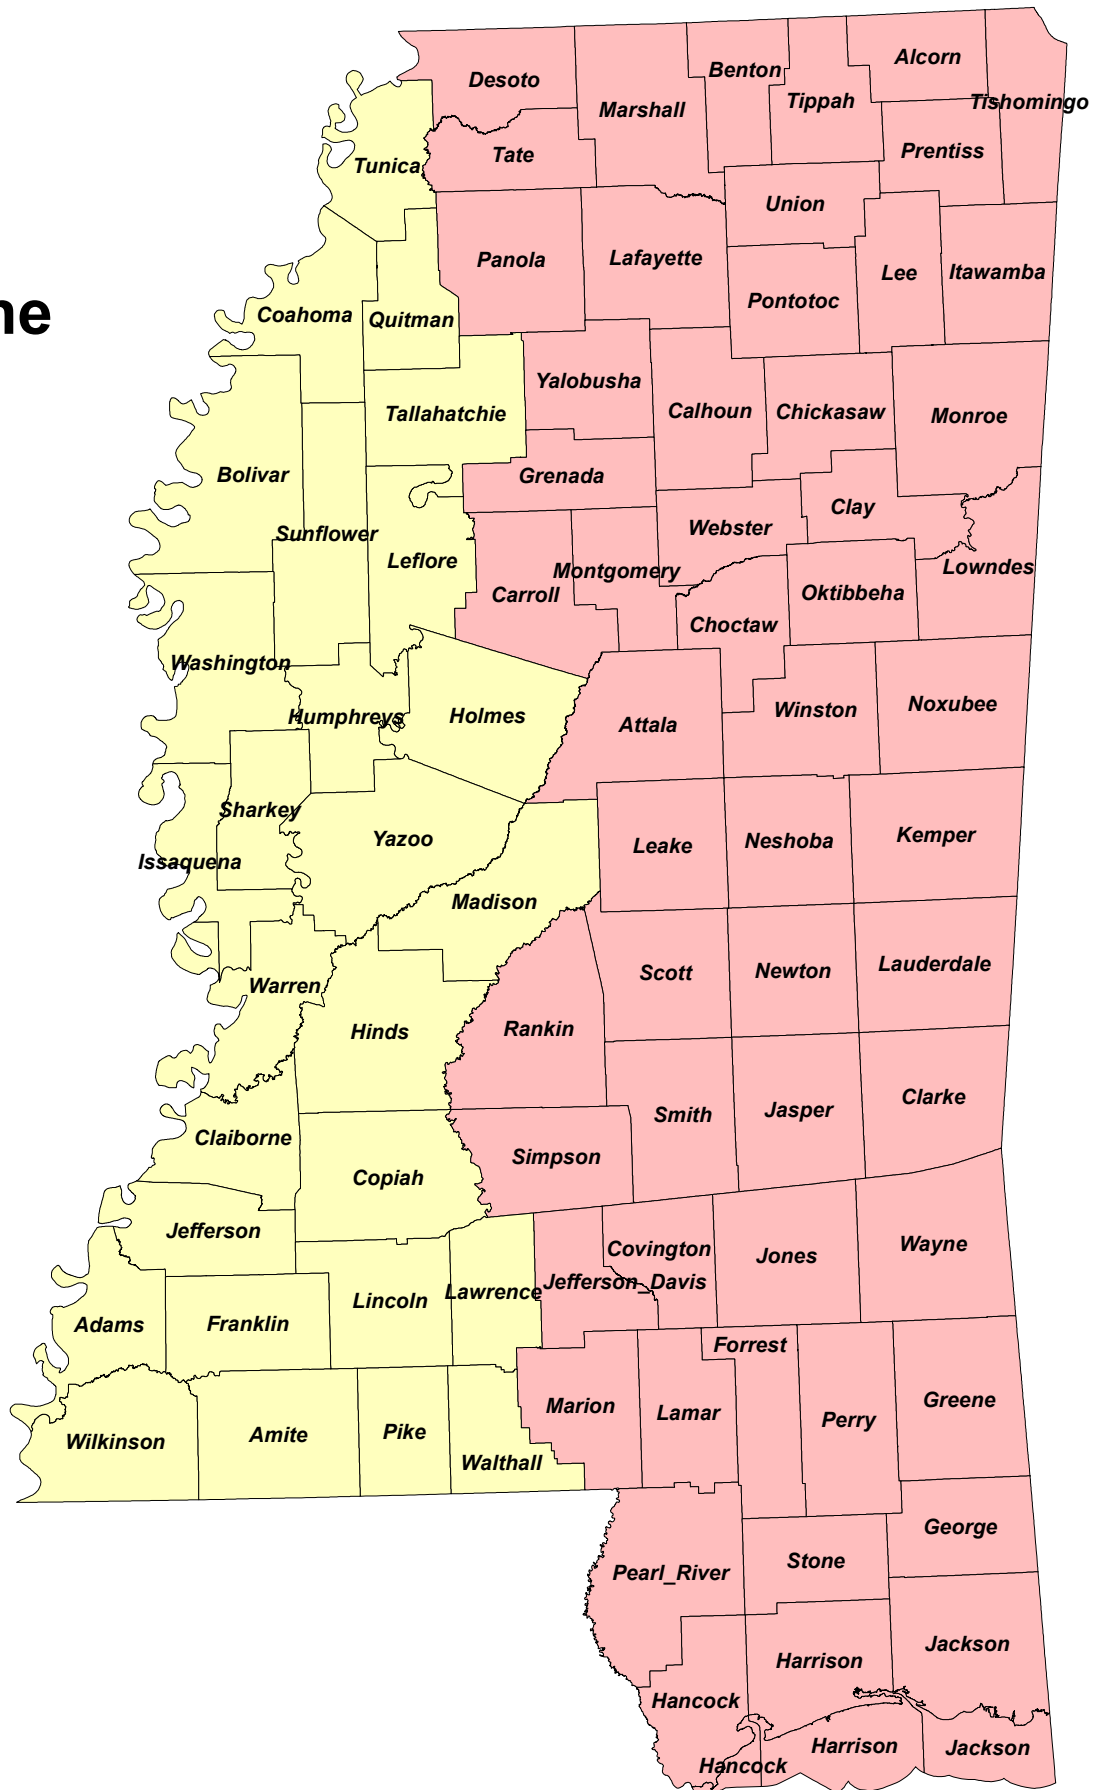 Alcorn
Benton
Desoto
Tippah
Tishomingo
Marshall
Prentiss
Tate
Tunica
Union
Lafayette
Panola
Lee
Itawamba
Pontotoc
ne
Coahoma
Quitman
Yalobusha
Calhoun
Chickasaw
Tallahatchie
Monroe
Bolivar
Grenada
Clay
Webster
Sunflower
Leflore
Montgomery
Lowndes
Carroll
Oktibbeha
Choctaw
Washington
Noxubee
Winston
Humphreys
Holmes
Attala
Sharkey
Yazoo
Kemper
Neshoba
Leake
Issaquena
Madison
Lauderdale
Newton
Scott
Warren
Rankin
Hinds
Clarke
Jasper
Smith
Claiborne
Simpson
Copiah
Jefferson
Wayne
Covington
Jones
Jefferson_Davis
Lawrence
Lincoln
Adams
Franklin
Forrest
Greene
Marion
Lamar
Perry
Pike
Amite
Wilkinson
Walthall
George
Stone
Pearl_River
Jackson
Harrison
Hancock
Harrison
Jackson
Hancock